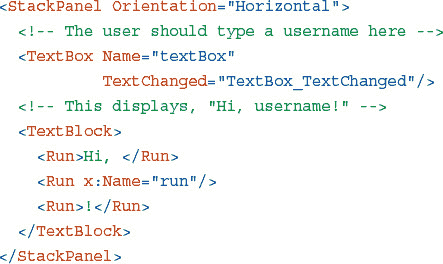 <StackPanel Orientation="Horizontal">
<!-- The user should type a username here -->
<TextBox Name="textBox"
TextChanged="TextBox_TextChanged"/>
<!-- This displays, "Hi, username!" -->
<TextBlock>
<Run>Hi, </Run>
<Run x:Name="run"/>
<Run>!</Run>
</TextBlock>
</StackPanel>